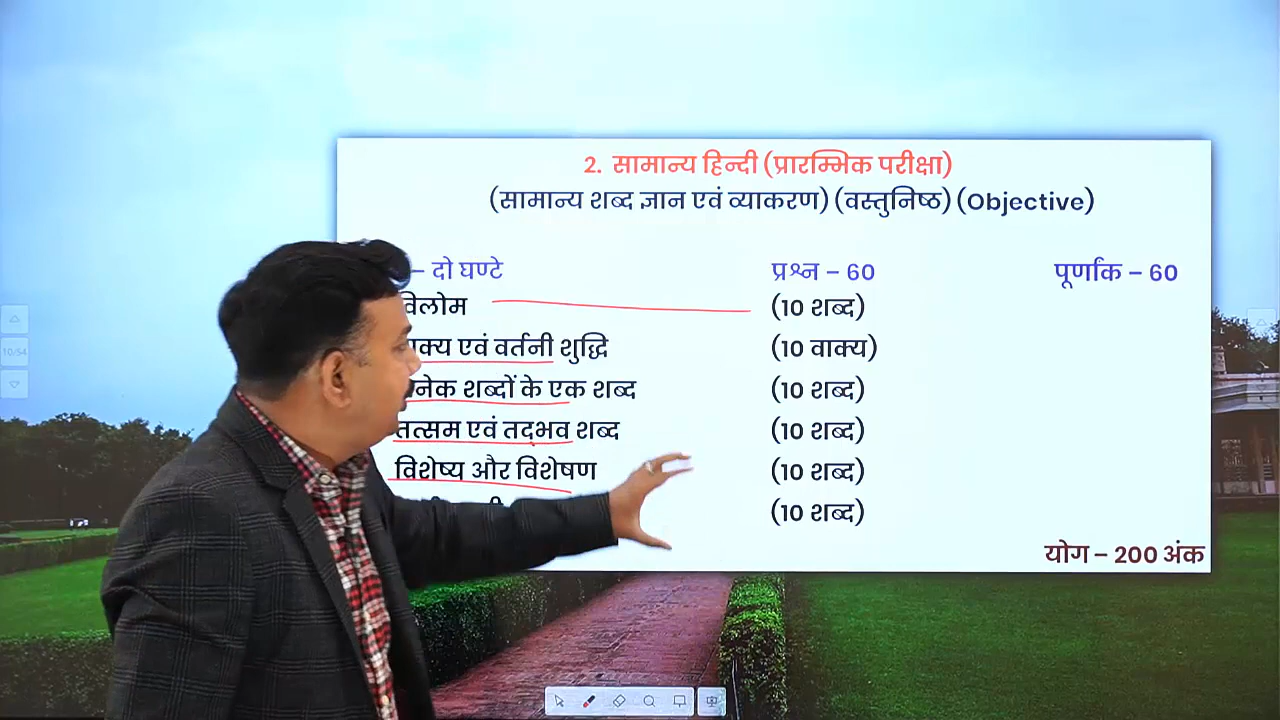 2. सामान्य हिन्दी (प्रारम्भिक परीक्षा)
(सामान्य शब्द ज्ञान एवं व्याकरण) (वस्तुनिष्ठ) (Objective)
– दो घण्टे प्रश्न – 60 पूर्णांक – 60
विलोम (10 शब्द)
एवं वर्तनी शुद्धि (10 वाक्य)
शब्दों के एक शब्द (10 शब्द)
तत्सम एवं तद्भव शब्द (10 शब्द)
विशेष्य और विशेषण (10 शब्द)
(10 शब्द)
योग – 200 अंक
10/54